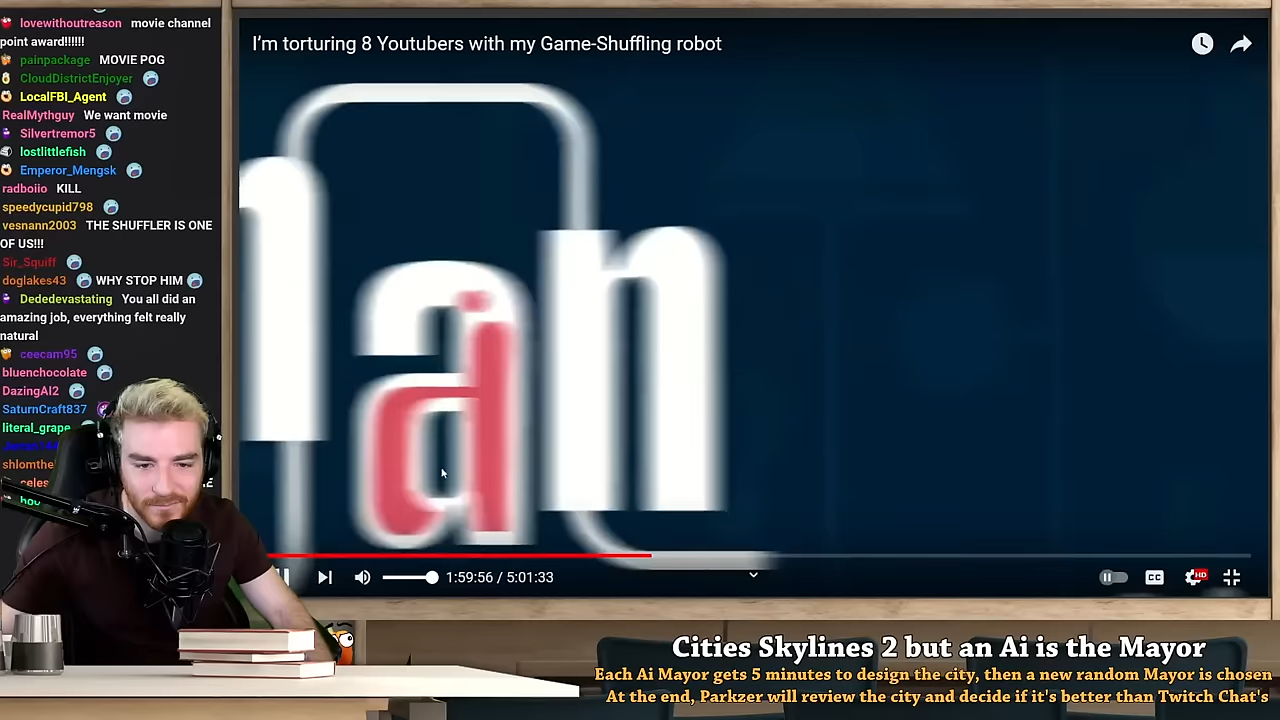 lovewithoutreason movie channel
point award!!!!!!
painpackage MOVIE POG
CloudDistrictEnjoyer
LocalFBI_Agent
RealMythguy We want movie
Silvertremor5
lostlittlefish
Emperor_Mengsk
radboiio KILL
speedycupid798
vesnann2003 THE SHUFFLER IS ONE
OF US!!!
Sir_Squiff
doglakes43 WHY STOP HIM
Dededevastating You all did an
amazing job, everything felt really
natural
ceecam95
bluenchocolate
DazingAI2
SaturnCraft837
literal_grape
shlomthe
celes
I'm torturing 8 Youtubers with my Game-Shuffling robot
an
1:59:56 / 5:01:33
CC
HD
Cities Skylines 2 but an Ai is the Mayor
Each Ai Mayor gets 5 minutes to design the city, then a new random Mayor is chosen
At the end, Parkzer will review the city and decide if it's better than Twitch Chat's